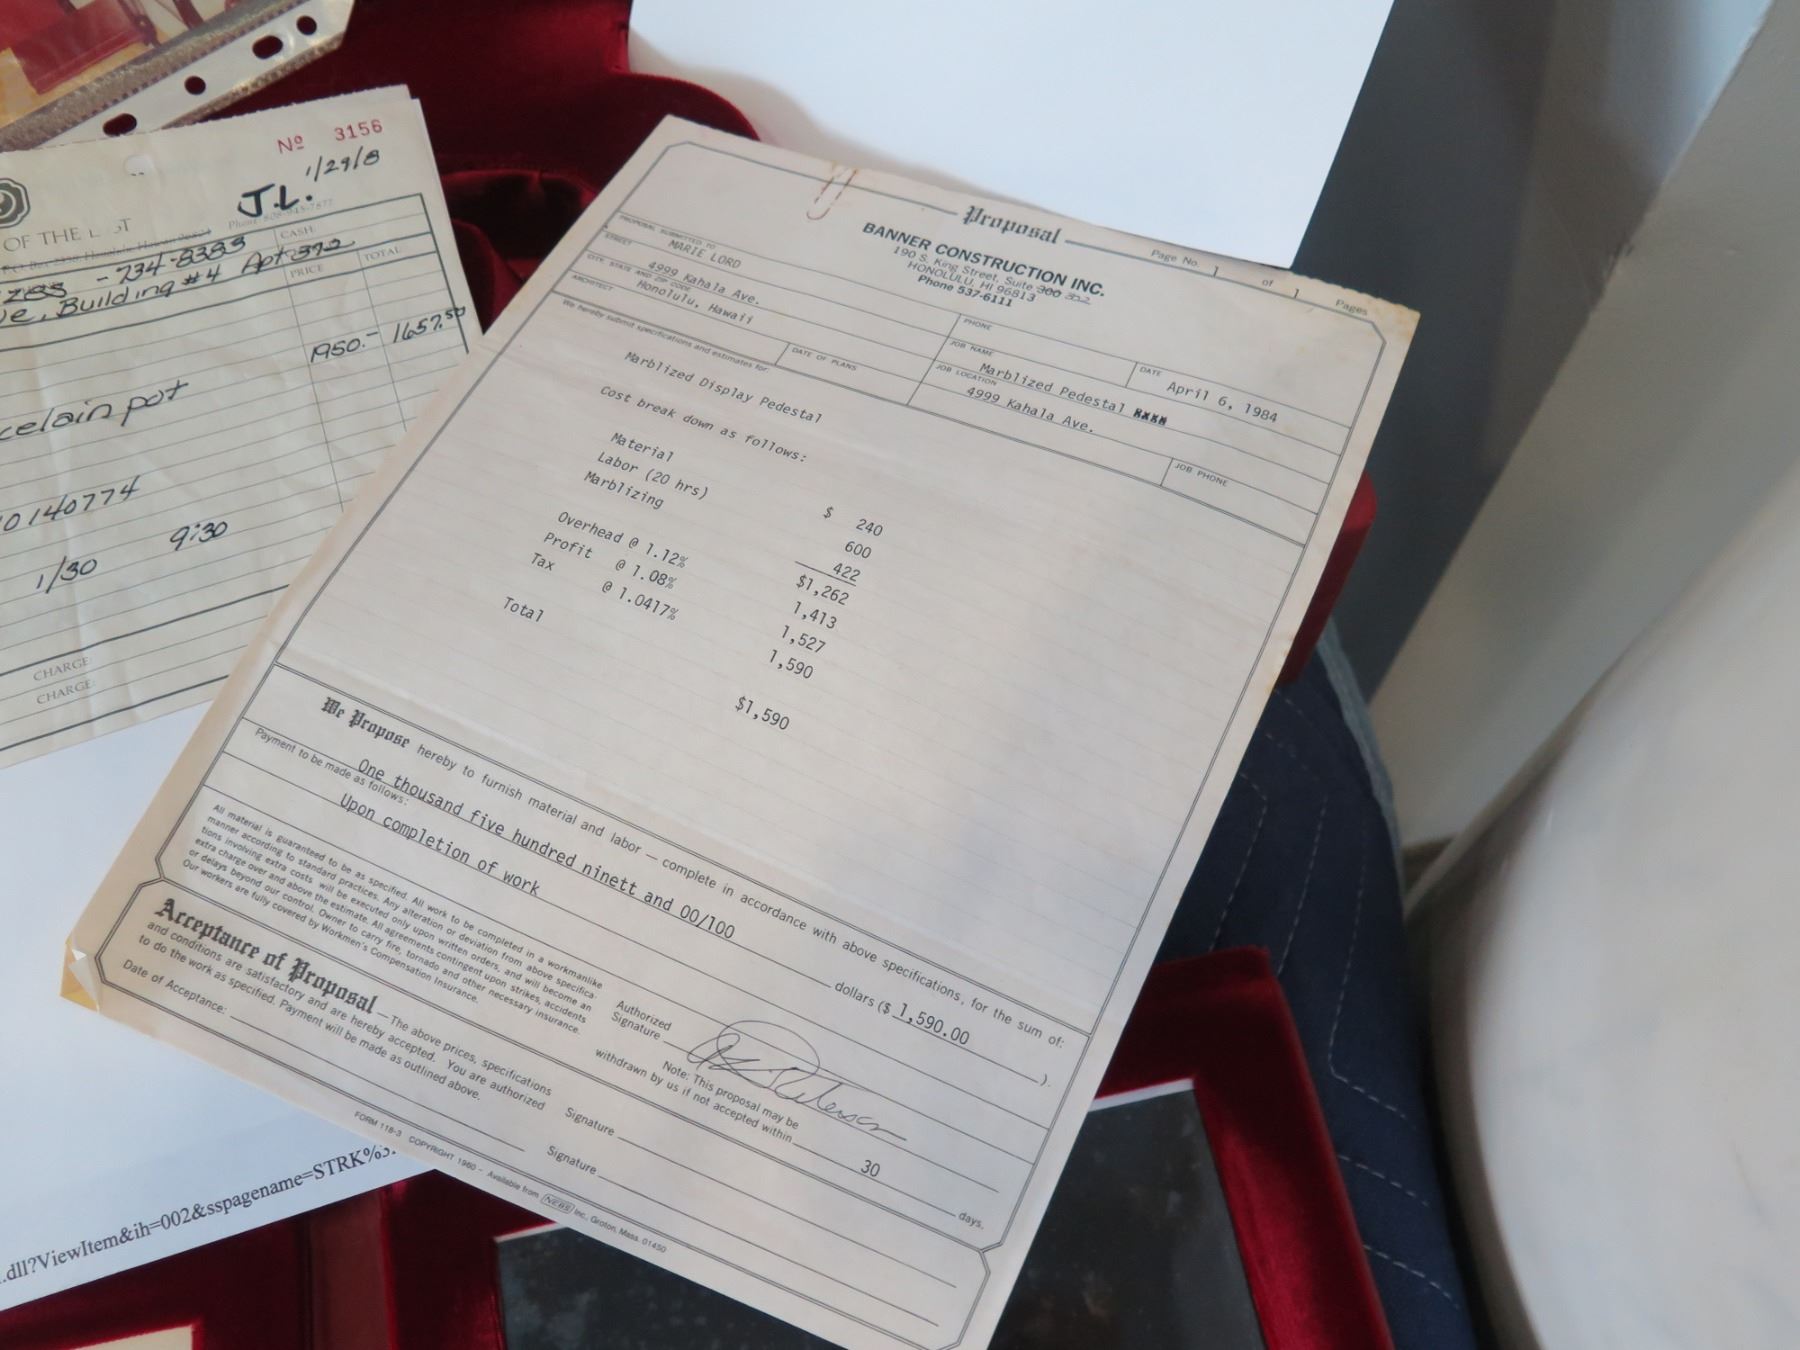 Nº 3156
1/29/8
J.L.
OF THE
Phone: 808-945-7877
CASH
-734-8383
PRICE
TOTAL
e, Building #4 Apt 392
1950.- 1657.50
celain pot
0140774
1/30 9:30
CHARGE:
CHARGE:
Proposal
Page No. 1 of 1 Pages
BANNER CONSTRUCTION INC.
190 S. King Street, Suite 300 322
HONOLULU, HI 96813
Phone 537-6111
PROPOSAL SUBMITTED TO
MARIE LORD
PHONE
DATE
April 6, 1984
STREET
4999 Kahala Ave.
JOB NAME
Marblized Pedestal
CITY, STATE AND ZIP CODE
Honolulu, Hawaii
JOB LOCATION
4999 Kahala Ave.
ARCHITECT
DATE OF PLANS
JOB PHONE
We hereby submit specifications and estimates for:
Marblized Display Pedestal
Cost break down as follows:
Material $ 240
Labor (20 hrs) 600
Marblizing 422
$1,262
Overhead @ 1.12% 1,413
Profit @ 1.08% 1,527
Tax @ 1.0417% 1,590
Total $1,590
We Propose hereby to furnish material and labor — complete in accordance with above specifications, for the sum of:
One thousand five hundred ninett and 00/100 dollars ($ 1,590.00 ).
Payment to be made as follows:
Upon completion of work
All material is guaranteed to be as specified. All work to be completed in a workmanlike
manner according to standard practices. Any alteration or deviation from above specifica-
tions involving extra costs will be executed only upon written orders, and will become an
extra charge over and above the estimate. All agreements contingent upon strikes, accidents
or delays beyond our control. Owner to carry fire, tornado and other necessary insurance.
Our workers are fully covered by Workmen's Compensation Insurance.
Authorized
Signature
Note: This proposal may be
withdrawn by us if not accepted within 30 days.
Acceptance of Proposal — The above prices, specifications
and conditions are satisfactory and are hereby accepted. You are authorized
to do the work as specified. Payment will be made as outlined above.
Date of Acceptance:
Signature
Signature
FORM 118-3 COPYRIGHT 1960 - Available from NEBS Inc., Groton, Mass. 01450
.dll?ViewItem&ih=002&sspagename=STRK%3